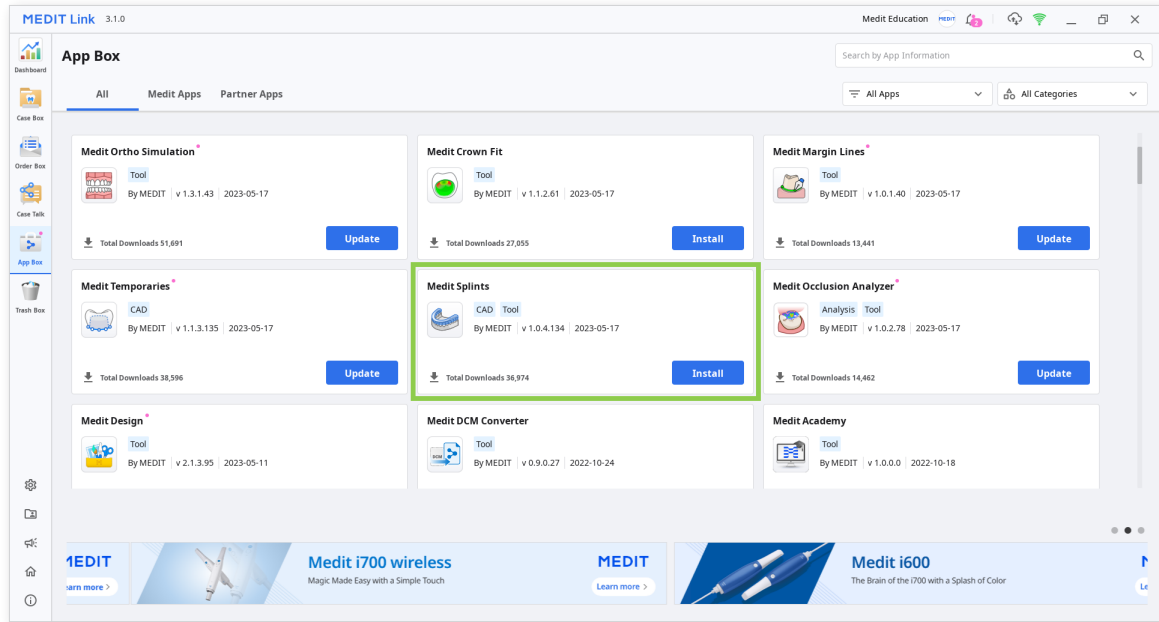 MEDIT Link 3.1.0
Medit Education MEDIT 2
Dashboard
Case Box
Order Box
Case Talk
App Box
Trash Box
App Box
Search by App Information
All Medit Apps Partner Apps
All Apps All Categories
Medit Ortho Simulation
Tool
By MEDIT v 1.3.1.43 2023-05-17
Total Downloads 51,691
Update
Medit Crown Fit
Tool
By MEDIT v 1.1.2.61 2023-05-17
Total Downloads 27,055
Install
Medit Margin Lines
Tool
By MEDIT v 1.0.1.40 2023-05-17
Total Downloads 13,441
Update
Medit Temporaries
CAD
By MEDIT v 1.1.3.135 2023-05-17
Total Downloads 38,596
Update
Medit Splints
CAD Tool
By MEDIT v 1.0.4.134 2023-05-17
Total Downloads 36,974
Install
Medit Occlusion Analyzer
Analysis Tool
By MEDIT v 1.0.2.78 2023-05-17
Total Downloads 14,462
Update
Medit Design
Tool
By MEDIT v 2.1.3.95 2023-05-11
Medit DCM Converter
DCM
Tool
By MEDIT v 0.9.0.27 2022-10-24
Medit Academy
Tool
By MEDIT v 1.0.0.0 2022-10-18
MEDIT
earn more >
Medit i700 wireless
Magic Made Easy with a Simple Touch
MEDIT
Learn more >
Medit i600
The Brain of the i700 with a Splash of Color